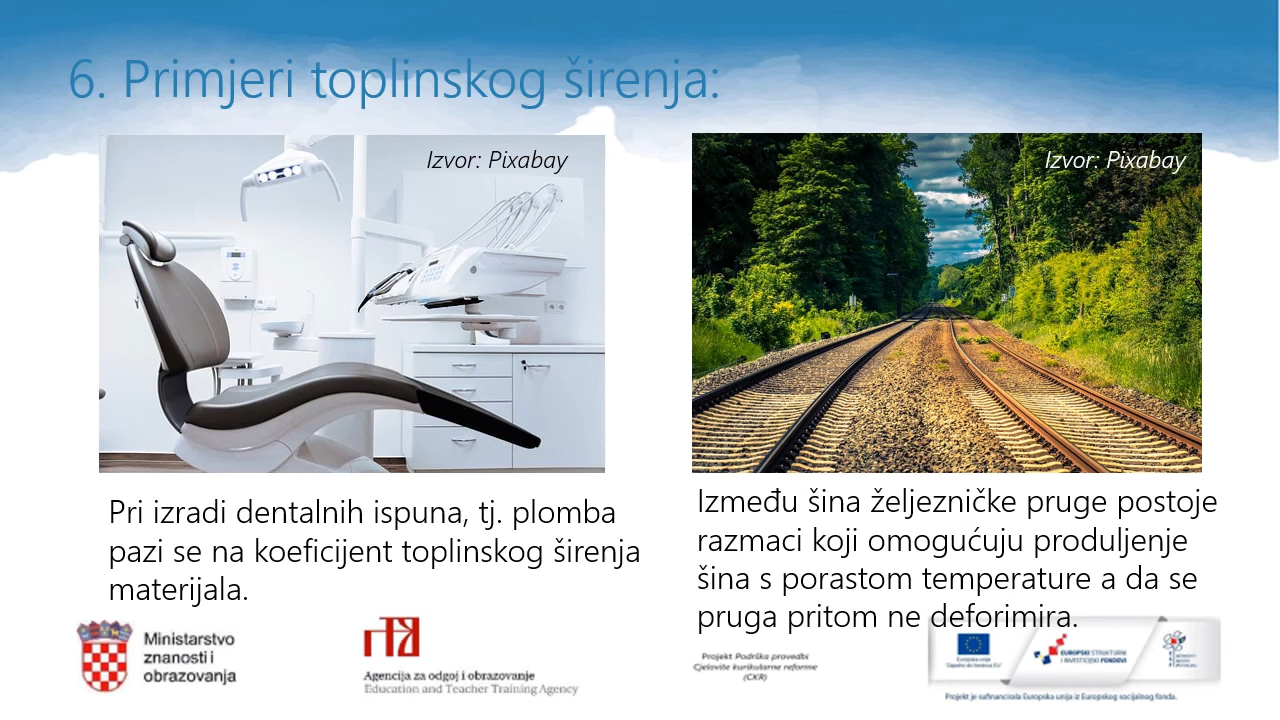 6. Primjeri toplinskog širenja:
Izvor: Pixabay
Izvor: Pixabay
Pri izradi dentalnih ispuna, tj. plomba
pazi se na koeficijent toplinskog širenja
materijala.
Između šina željezničke pruge postoje
razmaci koji omogućuju produljenje
šina s porastom temperature a da se
pruga pritom ne deformira.
Ministarstvo
znanosti i
obrazovanja
Agencija za odgoj i obrazovanje
Education and Teacher Training Agency
Projekt Podrška provedbi
Cjelovite kurikularne reforme
(CKR)
Europska unija
EUROPSKI STRUKTURNI
I INVESTICIJSKI FONDOVI
Projekt je sufinancirala Europska unija iz Europskog socijalnog fonda.